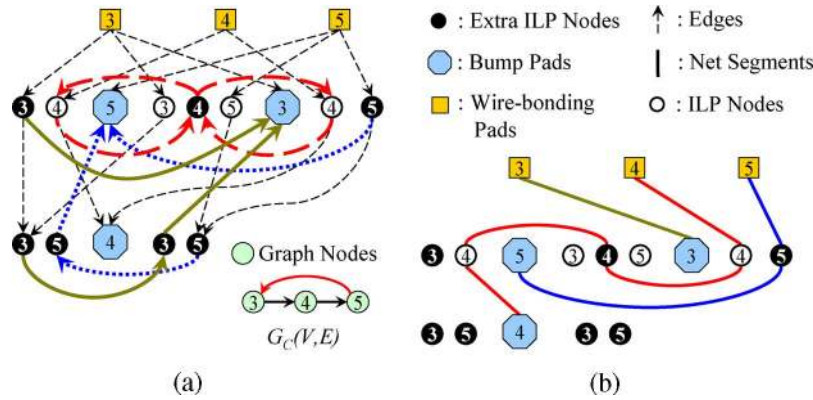 3 4 5
3 4 5 3 4 5 3 4 5
3 5 4 3 5
Graph Nodes
3 4 5
G_C(V,E)
(a)
: Extra ILP Nodes : Edges
: Bump Pads : Net Segments
: Wire-bonding Pads : ILP Nodes
3 4 5
3 4 5 3 4 5 3 4 5
3 5 4 3 5
(b)